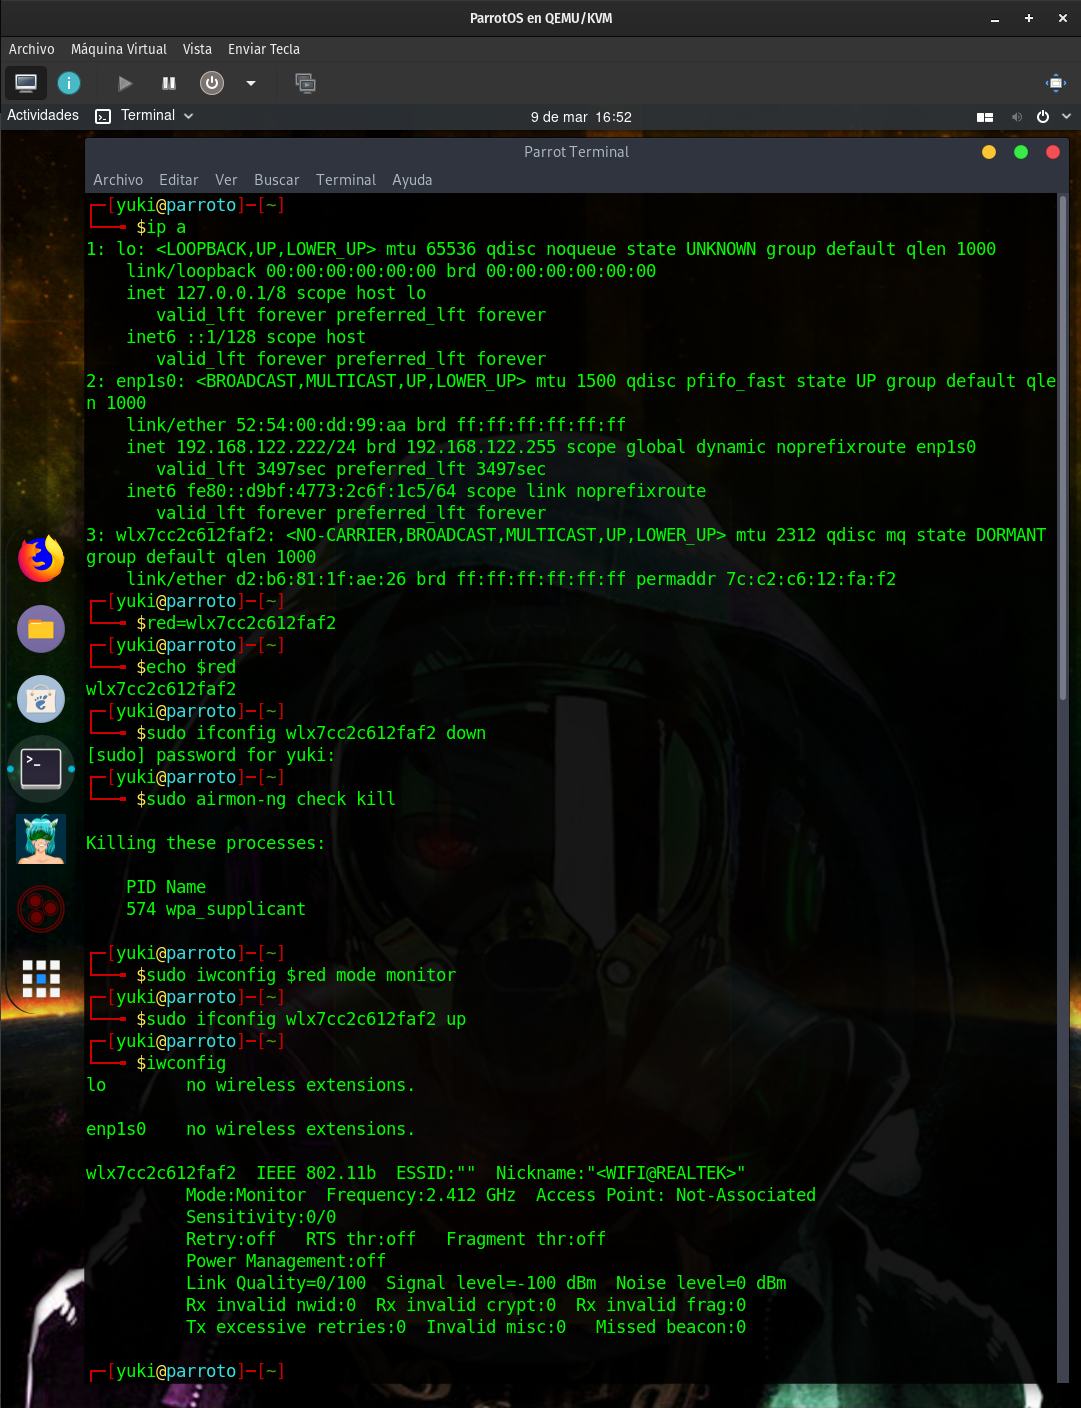 ParrotOS en QEMU/KVM
Archivo Máquina Virtual Vista Enviar Tecla
Actividades Terminal 9 de mar 16:52
Parrot Terminal
Archivo Editar Ver Buscar Terminal Ayuda
┌─[yuki@parroto]─[~]
└──╼ $ip a
1: lo: <LOOPBACK,UP,LOWER_UP> mtu 65536 qdisc noqueue state UNKNOWN group default qlen 1000
    link/loopback 00:00:00:00:00:00 brd 00:00:00:00:00:00
    inet 127.0.0.1/8 scope host lo
       valid_lft forever preferred_lft forever
    inet6 ::1/128 scope host
       valid_lft forever preferred_lft forever
2: enp1s0: <BROADCAST,MULTICAST,UP,LOWER_UP> mtu 1500 qdisc pfifo_fast state UP group default qle
n 1000
    link/ether 52:54:00:dd:99:aa brd ff:ff:ff:ff:ff:ff
    inet 192.168.122.222/24 brd 192.168.122.255 scope global dynamic noprefixroute enp1s0
       valid_lft 3497sec preferred_lft 3497sec
    inet6 fe80::d9bf:4773:2c6f:1c5/64 scope link noprefixroute
       valid_lft forever preferred_lft forever
3: wlx7cc2c612faf2: <NO-CARRIER,BROADCAST,MULTICAST,UP,LOWER_UP> mtu 2312 qdisc mq state DORMANT
group default qlen 1000
    link/ether d2:b6:81:1f:ae:26 brd ff:ff:ff:ff:ff:ff permaddr 7c:c2:c6:12:fa:f2
┌─[yuki@parroto]─[~]
└──╼ $red=wlx7cc2c612faf2
┌─[yuki@parroto]─[~]
└──╼ $echo $red
wlx7cc2c612faf2
┌─[yuki@parroto]─[~]
└──╼ $sudo ifconfig wlx7cc2c612faf2 down
[sudo] password for yuki:
┌─[yuki@parroto]─[~]
└──╼ $sudo airmon-ng check kill
Killing these processes:
    PID Name
    574 wpa_supplicant
┌─[yuki@parroto]─[~]
└──╼ $sudo iwconfig $red mode monitor
┌─[yuki@parroto]─[~]
└──╼ $sudo ifconfig wlx7cc2c612faf2 up
┌─[yuki@parroto]─[~]
└──╼ $iwconfig
lo        no wireless extensions.
enp1s0    no wireless extensions.
wlx7cc2c612faf2  IEEE 802.11b  ESSID:""  Nickname:"<WIFI@REALTEK>"
          Mode:Monitor  Frequency:2.412 GHz  Access Point: Not-Associated
          Sensitivity:0/0
          Retry:off   RTS thr:off   Fragment thr:off
          Power Management:off
          Link Quality=0/100  Signal level=-100 dBm  Noise level=0 dBm
          Rx invalid nwid:0  Rx invalid crypt:0  Rx invalid frag:0
          Tx excessive retries:0  Invalid misc:0   Missed beacon:0
┌─[yuki@parroto]─[~]